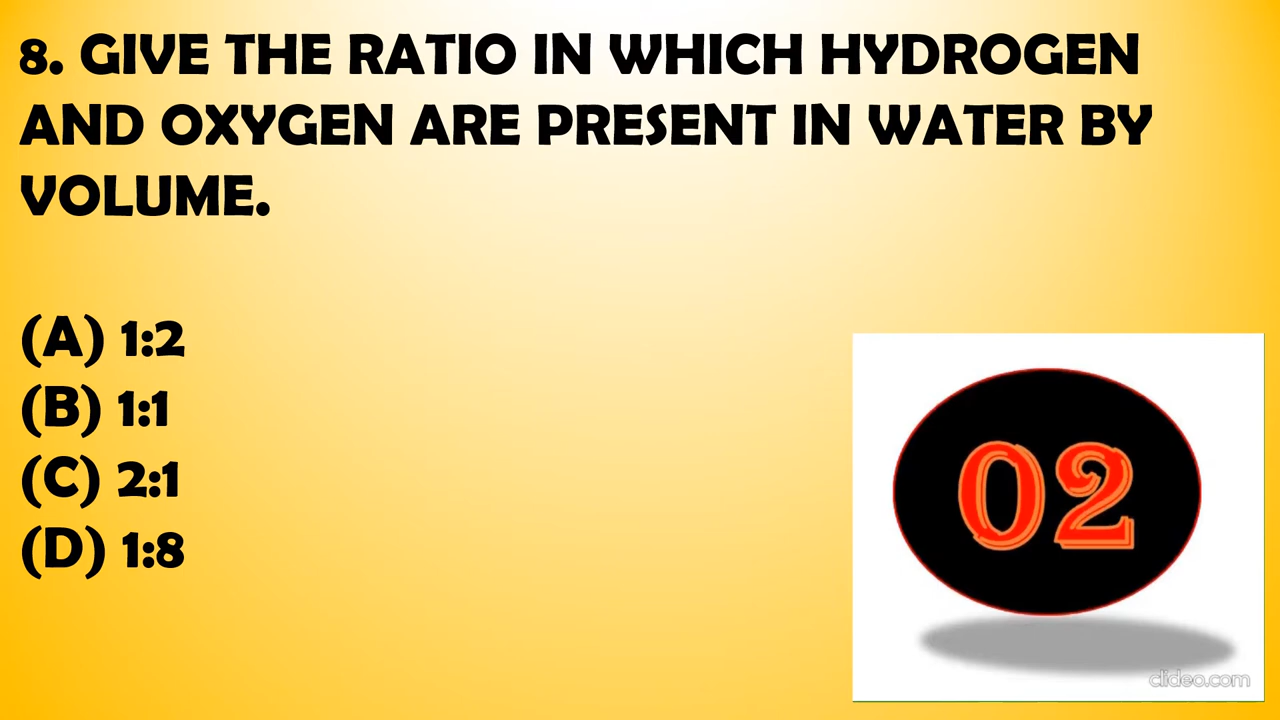 8. GIVE THE RATIO IN WHICH HYDROGEN
AND OXYGEN ARE PRESENT IN WATER BY
VOLUME.
(A) 1:2
(B) 1:1
(C) 2:1
(D) 1:8
02
clideo.com